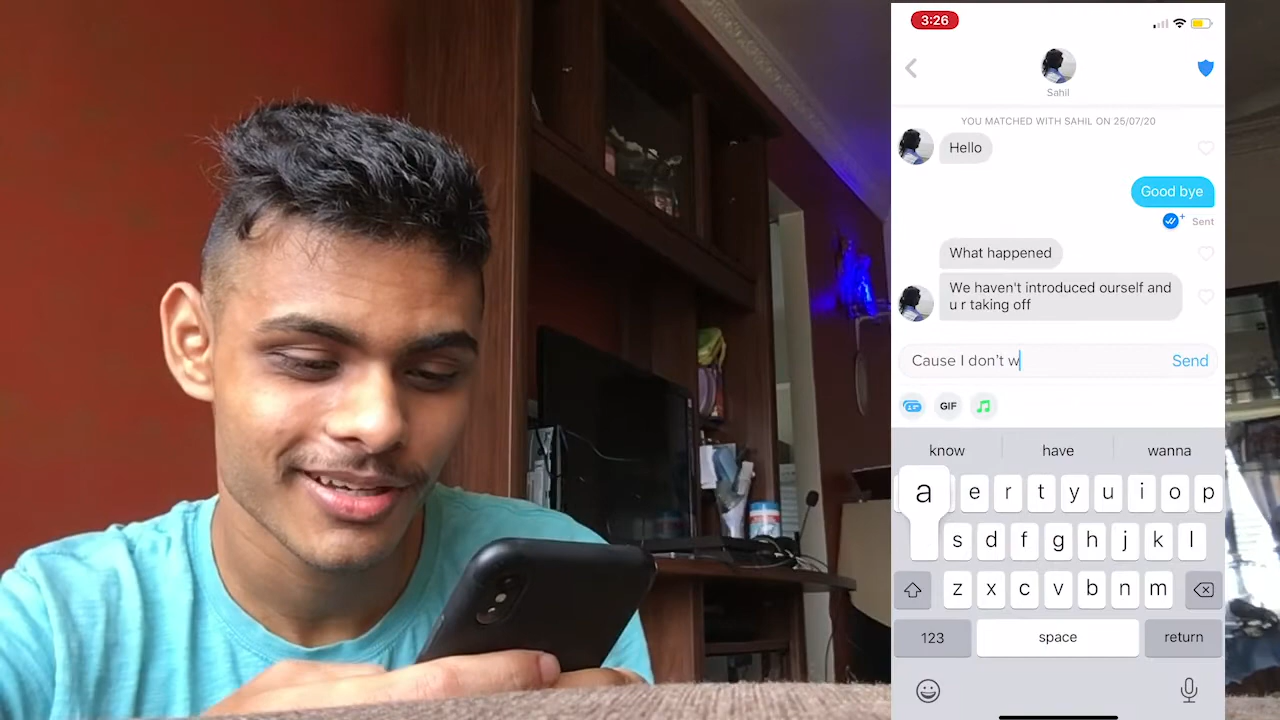 3:26
Sahil
YOU MATCHED WITH SAHIL ON 25/07/20
Hello
Good bye
Sent
What happened
We haven't introduced ourself and
u r taking off
Cause I don't w
Send
GIF
know have wanna
a e r t y u i o p
s d f g h j k l
z x c v b n m
123 space return